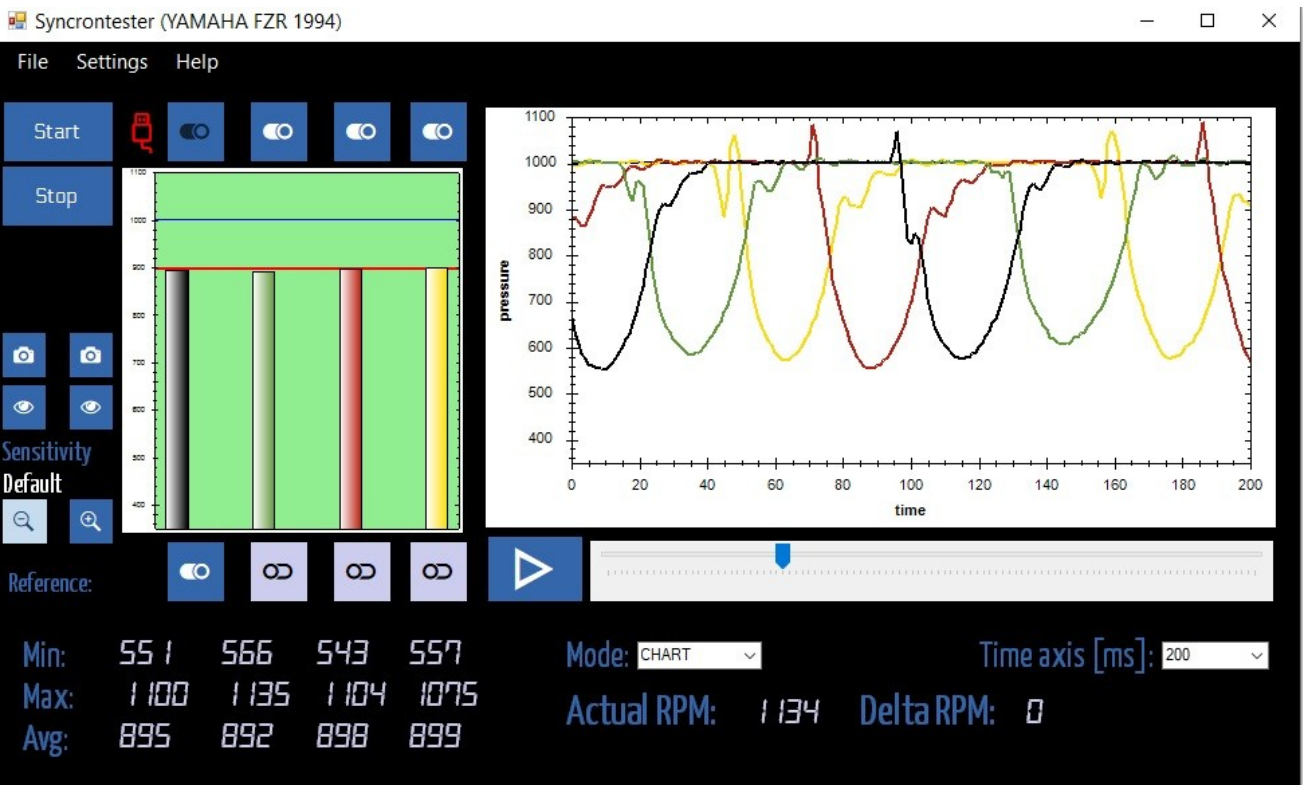 Syncrontester (YAMAHA FZR 1994)
File Settings Help
Start
Stop
1100
1000
900
800
700
600
500
400
Sensitivity
Default
Reference:
1100
1000
900
800
700
600
500
400
pressure
0 20 40 60 80 100 120 140 160 180 200
time
Min: 551 566 543 557
Max: 1100 1135 1104 1075
Avg: 895 892 898 899
Mode: CHART Time axis [ms]: 200
Actual RPM: 1134 Delta RPM: 0